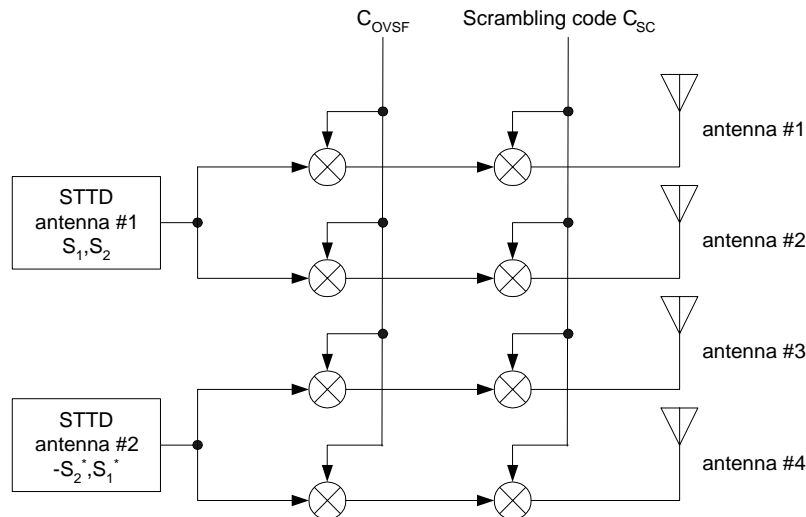 C_OVSF
Scrambling code C_SC
antenna #1
STTD
antenna #1
S_1,S_2
antenna #2
antenna #3
STTD
antenna #2
-S_2^*,S_1^*
antenna #4